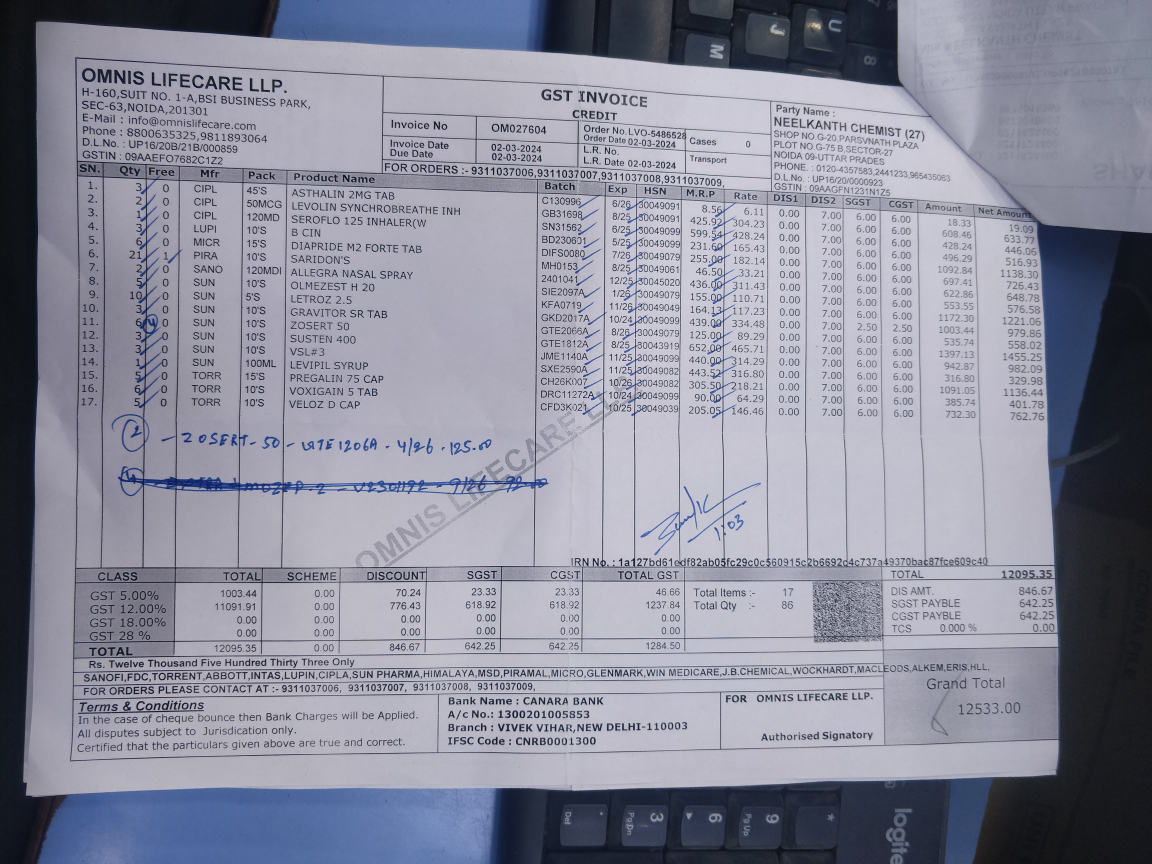 OMNIS LIFECARE LLP.
H-160,SUIT NO. 1-A,BSI BUSINESS PARK,
SEC-63,NOIDA,201301
E-Mail : info@omnislifecare.com
Phone : 8800635325,9811893064
D.L.No. : UP16/20B/21B/000859
GSTIN : 09AAEFO7682C1Z2
GST INVOICE
CREDIT
Invoice No OM027604
Invoice Date 02-03-2024
Due Date 02-03-2024
Order No. LVO-5486528
Order Date 02-03-2024
L.R. No.
L.R. Date 02-03-2024
Cases 0
Transport
FOR ORDERS :- 9311037006,9311037007,9311037008,9311037009,
Party Name :
NEELKANTH CHEMIST (27)
SHOP NO.G-20,PARSVNATH PLAZA
PLOT NO.G-75 B,SECTOR-27
NOIDA 09-UTTAR PRADES
PHONE. : 0120-4357583,2441233,965435063
D.L.No. : UP16/20/0000923
GSTIN : 09AAGFN1231N1Z5
SN. Qty Free Mfr Pack Product Name Batch Exp HSN M.R.P Rate DIS1 DIS2 SGST CGST Amount Net Amount
1. 3 0 CIPL 45'S ASTHALIN 2MG TAB C130996 6/26 30049091 8.56 6.11 0.00 7.00 6.00 6.00 18.33 19.09
2. 2 0 CIPL 50MCG LEVOLIN SYNCHROBREATHE INH GB31698 8/25 30049091 425.92 304.23 0.00 7.00 6.00 6.00 608.46 633.77
3. 1 0 CIPL 120MD SEROFLO 125 INHALER(W SN31562 6/25 30049099 599.54 428.24 0.00 7.00 6.00 6.00 428.24 446.06
4. 3 0 LUPI 10'S B CIN BD230601 5/25 30049099 231.60 165.43 0.00 7.00 6.00 6.00 496.29 516.93
5. 6 0 MICR 15'S DIAPRIDE M2 FORTE TAB DIFS0080 7/26 30049099 255.00 182.14 0.00 7.00 6.00 6.00 1092.84 1138.30
6. 21 1 PIRA 10'S SARIDON'S MH0153 8/25 30049061 46.50 33.21 0.00 7.00 6.00 6.00 697.41 726.43
7. 2 0 SANO 120MDI ALLEGRA NASAL SPRAY 2401041 12/25 30045020 436.00 311.43 0.00 7.00 6.00 6.00 622.86 648.78
8. 5 0 SUN 10'S OLMEZEST H 20 SIE2097A 1/26 30049079 155.00 110.71 0.00 7.00 6.00 6.00 553.55 576.58
9. 10 0 SUN 5'S LETROZ 2.5 KFA0719 11/26 30049049 164.13 117.23 0.00 7.00 6.00 6.00 1172.30 1221.06
10. 3 0 SUN 10'S GRAVITOR SR TAB GKD2017A 10/24 30049099 439.00 334.48 0.00 7.00 2.50 2.50 1003.44 979.86
11. 6 4 0 SUN 10'S ZOSERT 50 GTE2066A 8/26 30049079 125.00 89.29 0.00 7.00 6.00 6.00 535.74 558.02
12. 3 0 SUN 10'S SUSTEN 400 GTE1812A 8/25 30043919 652.00 465.71 0.00 7.00 6.00 6.00 1397.13 1455.25
13. 3 0 SUN 10'S VSL#3 JME1140A 11/25 30049099 440.00 314.29 0.00 7.00 6.00 6.00 942.87 982.09
14. 1 0 SUN 100ML LEVIPIL SYRUP SXE2590A 11/25 30049082 443.52 316.80 0.00 7.00 6.00 6.00 316.80 329.98
15. 5 0 TORR 15'S PREGALIN 75 CAP CH26K007 10/26 30049082 305.50 218.21 0.00 7.00 6.00 6.00 1091.05 1136.44
16. 6 0 TORR 10'S VOXIGAIN 5 TAB DRC11272A 10/24 30049082 90.00 64.29 0.00 7.00 6.00 6.00 385.74 401.78
17. 5 0 TORR 10'S VELOZ D CAP CFD3K021 10/25 30049039 205.05 146.46 0.00 7.00 6.00 6.00 732.30 762.76
2 - ZOSERT-50 - GTE1206A - 4/26 - 125.00
OMNIS LIFECARE LLP
1.03
IRN No. : 1a127bd61edf82ab05fc29c0c560915c2b6692c4c737a49370bac87fce609c40
CLASS TOTAL SCHEME DISCOUNT SGST CGST TOTAL GST
GST 5.00% 1003.44 0.00 70.24 23.33 23.33 46.66
GST 12.00% 11091.91 0.00 776.43 618.92 618.92 1237.84
GST 18.00% 0.00 0.00 0.00 0.00 0.00 0.00
GST 28 % 0.00 0.00 0.00 0.00 0.00 0.00
TOTAL 12095.35 0.00 846.67 642.25 642.25 1284.50
Total Items :- 17
Total Qty :- 86
TOTAL 12095.35
DIS AMT. 846.67
SGST PAYBLE 642.25
CGST PAYBLE 642.25
TCS 0.000 % 0.00
Rs. Twelve Thousand Five Hundred Thirty Three Only
SANOFI,FDC,TORRENT,ABBOTT,INTAS,LUPIN,CIPLA,SUN PHARMA,HIMALAYA,MSD,PIRAMAL,MICRO,GLENMARK,WIN MEDICARE,J.B.CHEMICAL,WOCKHARDT,MACLEODS,ALKEM,ERIS,HLL,
FOR ORDERS PLEASE CONTACT AT :- 9311037006, 9311037007, 9311037008, 9311037009,
Grand Total
12533.00
Terms & Conditions
In the case of cheque bounce then Bank Charges will be Applied.
All disputes subject to Jurisdication only.
Certified that the particulars given above are true and correct.
Bank Name : CANARA BANK
A/c No.: 1300201005853
Branch : VIVEK VIHAR,NEW DELHI-110003
IFSC Code : CNRB0001300
FOR OMNIS LIFECARE LLP.
Authorised Signatory